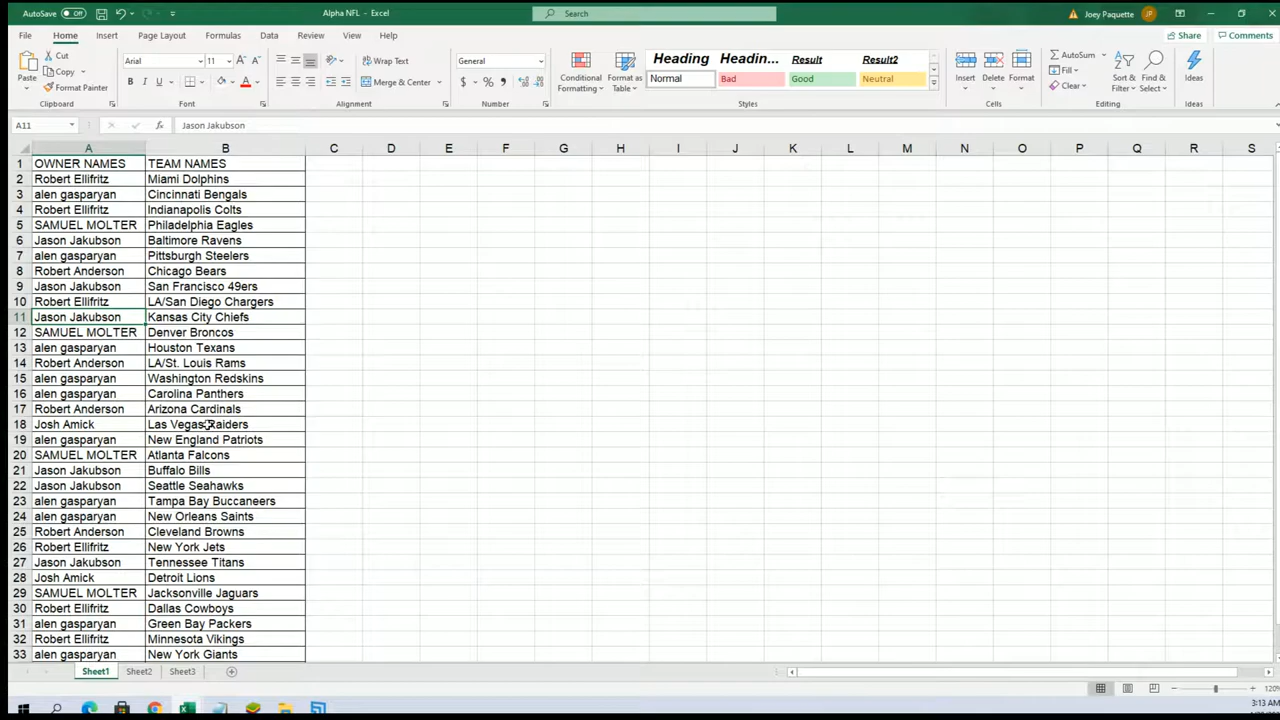 AutoSave Off Alpha NFL - Excel Search Joey Paquette JP
File Home Insert Page Layout Formulas Data Review View Help Share Comments
Paste Cut Copy Format Painter Clipboard
Arial 11 B I U Font
Wrap Text Merge & Center Alignment
General $ % Number
Conditional Formatting Format as Table Heading Headin... Result Result2 Normal Bad Good Neutral Styles
Insert Delete Format Cells
AutoSum Fill Clear Sort & Filter Find & Select Editing
Ideas Ideas
A11 fx Jason Jakubson
A B C D E F G H I J K L M N O P Q R S
1 OWNER NAMES TEAM NAMES
2 Robert Ellifritz Miami Dolphins
3 alen gasparyan Cincinnati Bengals
4 Robert Ellifritz Indianapolis Colts
5 SAMUEL MOLTER Philadelphia Eagles
6 Jason Jakubson Baltimore Ravens
7 alen gasparyan Pittsburgh Steelers
8 Robert Anderson Chicago Bears
9 Jason Jakubson San Francisco 49ers
10 Robert Ellifritz LA/San Diego Chargers
11 Jason Jakubson Kansas City Chiefs
12 SAMUEL MOLTER Denver Broncos
13 alen gasparyan Houston Texans
14 Robert Anderson LA/St. Louis Rams
15 alen gasparyan Washington Redskins
16 alen gasparyan Carolina Panthers
17 Robert Anderson Arizona Cardinals
18 Josh Amick Las Vegas Raiders
19 alen gasparyan New England Patriots
20 SAMUEL MOLTER Atlanta Falcons
21 Jason Jakubson Buffalo Bills
22 Jason Jakubson Seattle Seahawks
23 alen gasparyan Tampa Bay Buccaneers
24 alen gasparyan New Orleans Saints
25 Robert Anderson Cleveland Browns
26 Robert Ellifritz New York Jets
27 Jason Jakubson Tennessee Titans
28 Josh Amick Detroit Lions
29 SAMUEL MOLTER Jacksonville Jaguars
30 Robert Ellifritz Dallas Cowboys
31 alen gasparyan Green Bay Packers
32 Robert Ellifritz Minnesota Vikings
33 alen gasparyan New York Giants
Sheet1 Sheet2 Sheet3
120%
3:13 AM